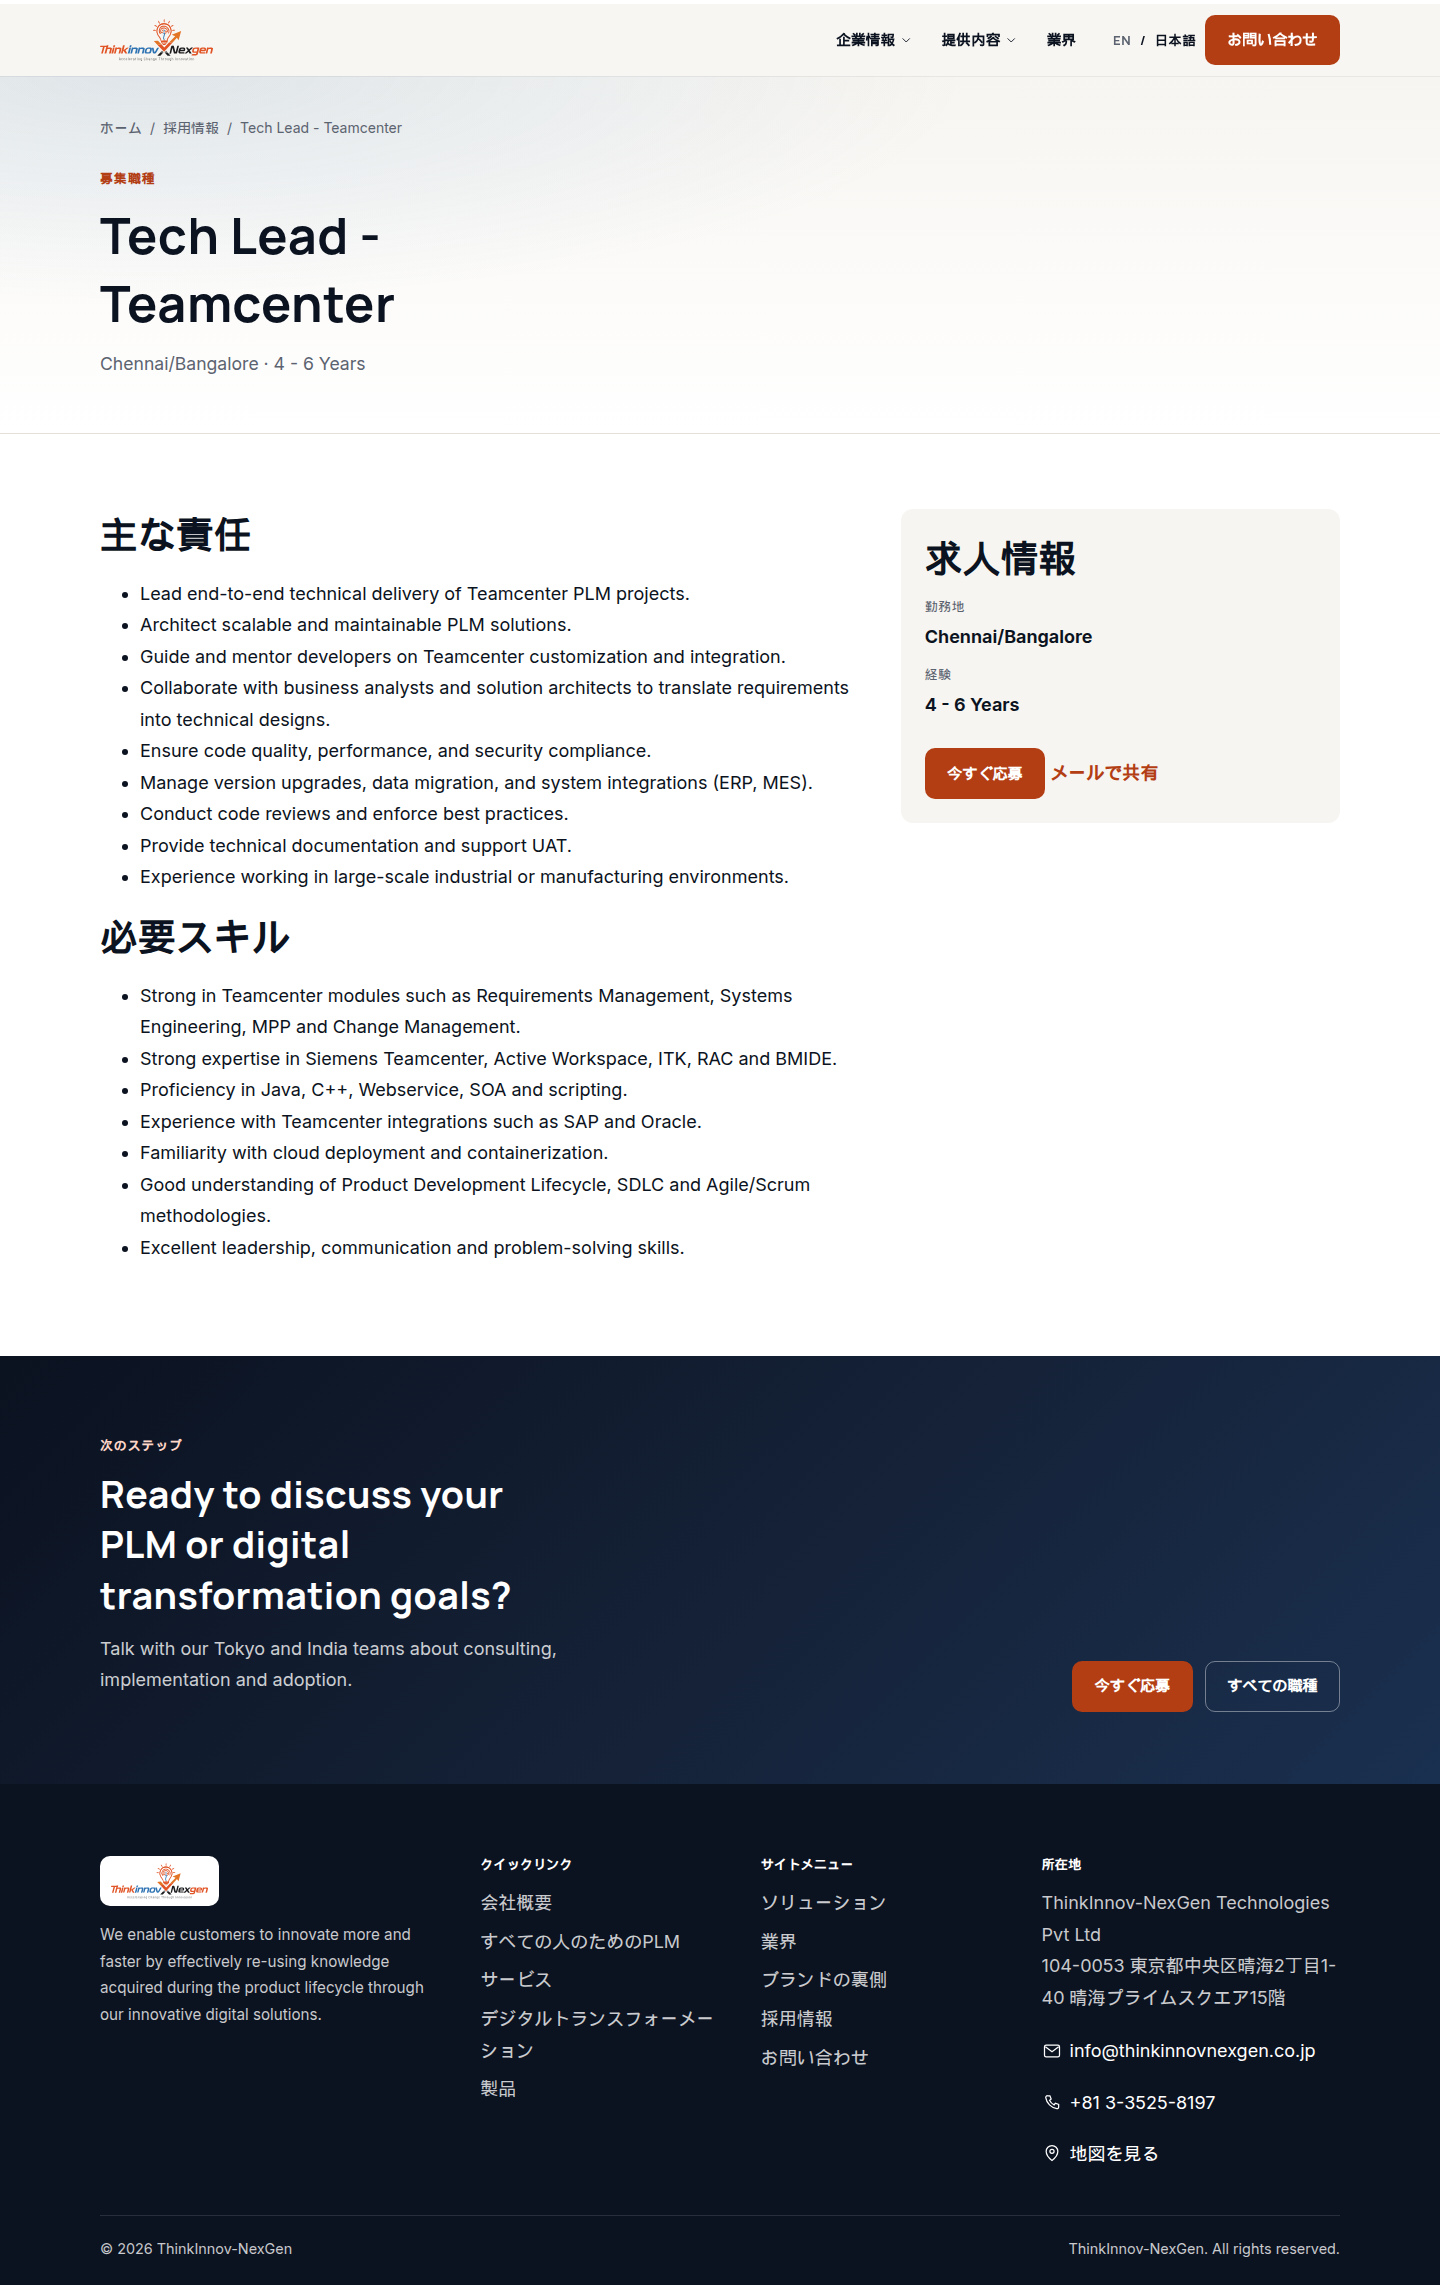 ThinkinnovXNexgen
Accelerating Change Through Innovation
企業情報
提供内容
業界
EN / 日本語
お問い合わせ
ホーム / 採用情報 / Tech Lead - Teamcenter
募集職種
Tech Lead -
Teamcenter
Chennai/Bangalore · 4 - 6 Years
主な責任
Lead end-to-end technical delivery of Teamcenter PLM projects.
Architect scalable and maintainable PLM solutions.
Guide and mentor developers on Teamcenter customization and integration.
Collaborate with business analysts and solution architects to translate requirements
into technical designs.
Ensure code quality, performance, and security compliance.
Manage version upgrades, data migration, and system integrations (ERP, MES).
Conduct code reviews and enforce best practices.
Provide technical documentation and support UAT.
Experience working in large-scale industrial or manufacturing environments.
必要スキル
Strong in Teamcenter modules such as Requirements Management, Systems
Engineering, MPP and Change Management.
Strong expertise in Siemens Teamcenter, Active Workspace, ITK, RAC and BMIDE.
Proficiency in Java, C++, Webservice, SOA and scripting.
Experience with Teamcenter integrations such as SAP and Oracle.
Familiarity with cloud deployment and containerization.
Good understanding of Product Development Lifecycle, SDLC and Agile/Scrum
methodologies.
Excellent leadership, communication and problem-solving skills.
求人情報
勤務地
Chennai/Bangalore
経験
4 - 6 Years
今すぐ応募 メールで共有
次のステップ
Ready to discuss your
PLM or digital
transformation goals?
Talk with our Tokyo and India teams about consulting,
implementation and adoption.
今すぐ応募
すべての職種
ThinkinnovXNexgen
Accelerating Change Through Innovation
We enable customers to innovate more and
faster by effectively re-using knowledge
acquired during the product lifecycle through
our innovative digital solutions.
クイックリンク
会社概要
すべての人のためのPLM
サービス
デジタルトランスフォーメー
ション
製品
サイトメニュー
ソリューション
業界
ブランドの裏側
採用情報
お問い合わせ
所在地
ThinkInnov-NexGen Technologies
Pvt Ltd
104-0053 東京都中央区晴海2丁目1-
40 晴海プライムスクエア15階
info@thinkinnovnexgen.co.jp
+81 3-3525-8197
地図を見る
© 2026 ThinkInnov-NexGen
ThinkInnov-NexGen. All rights reserved.